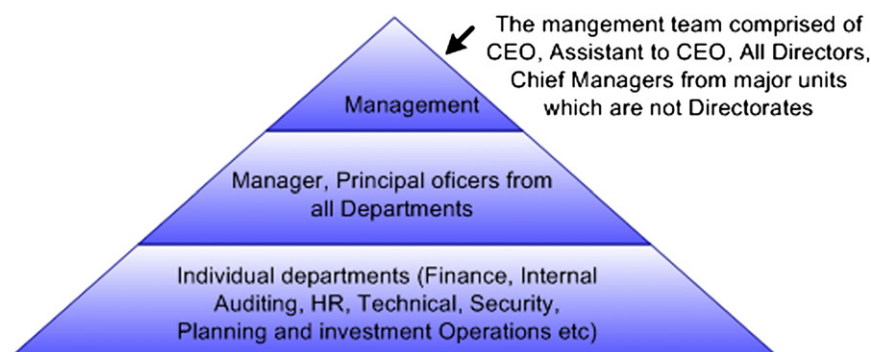 The mangement team comprised of
CEO, Assistant to CEO, All Directors,
Chief Managers from major units
which are not Directorates
Management
Manager, Principal oficers from
all Departments
Individual departments (Finance, Internal
Auditing, HR, Technical, Security,
Planning and investment Operations etc)